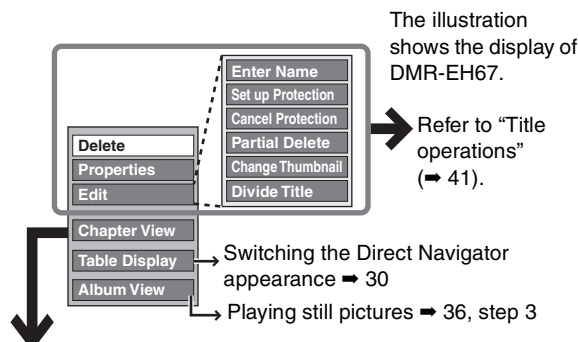 The illustration
shows the display of
DMR-EH67.
Enter Name
Set up Protection
Cancel Protection
Partial Delete
Change Thumbnail
Divide Title
Refer to “Title
operations”
(➡ 41).
Delete
Properties
Edit
Chapter View
Table Display
Album View
Switching the Direct Navigator
appearance ➡ 30
Playing still pictures ➡ 36, step 3